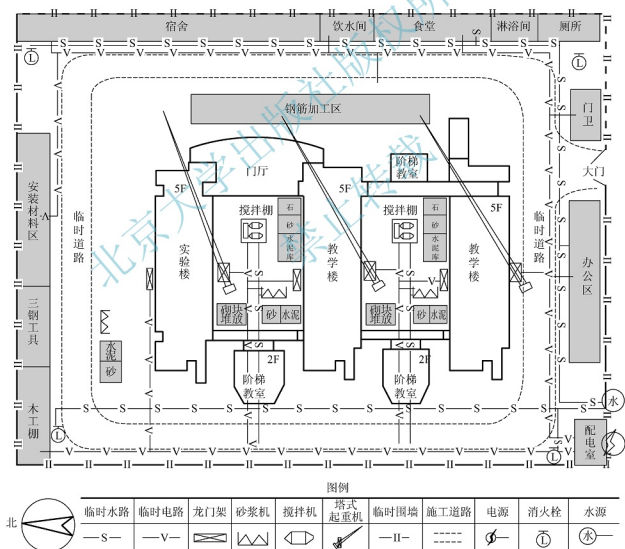 宿舍 饮水间 食堂 淋浴间 厕所
门卫
大门
办公区
配电室
水
安装材料区
三钢工具
木工棚
临时道路
临时道路
钢筋加工区
门厅
阶梯教室
5F
5F
5F
实验楼
教学楼
教学楼
搅拌棚
石
砂
水泥库
搅拌棚
石
砂
水泥库
砌块堆放
砂 水泥
砌块堆放
砂 水泥
水泥
砂
2F
阶梯教室
2F
阶梯教室
北京大学出版社版权所
禁止转载
图例
北
临时水路 临时电路 龙门架 砂浆机 搅拌机 塔式起重机 临时围墙 施工道路 电源 消火栓 水源
S V II L 水